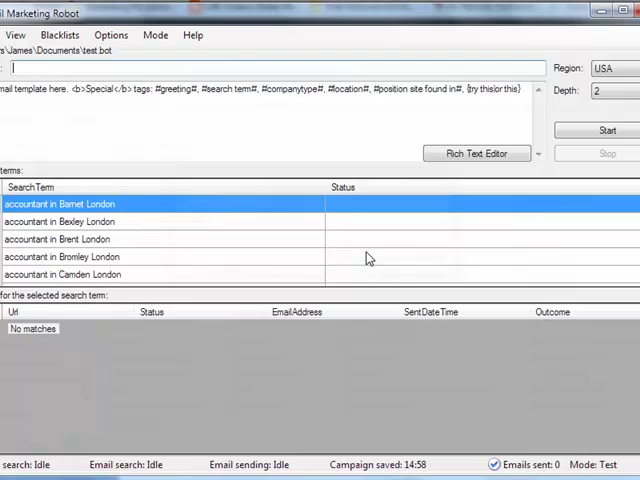 il Marketing Robot
View Blacklists Options Mode Help
s\James\Documents\test.bot
: Region: USA
mail template here. <b>Special</b> tags: #greeting#, #search term#, #companytype#, #location#, #position site found in#, {try this|or this} Depth: 2
Start
Rich Text Editor Stop
terms:
SearchTerm Status
accountant in Barnet London
accountant in Bexley London
accountant in Brent London
accountant in Bromley London
accountant in Camden London
for the selected search term:
Url Status EmailAddress SentDateTime Outcome
No matches
search: Idle Email search: Idle Email sending: Idle Campaign saved: 14:58 Emails sent: 0 Mode: Test